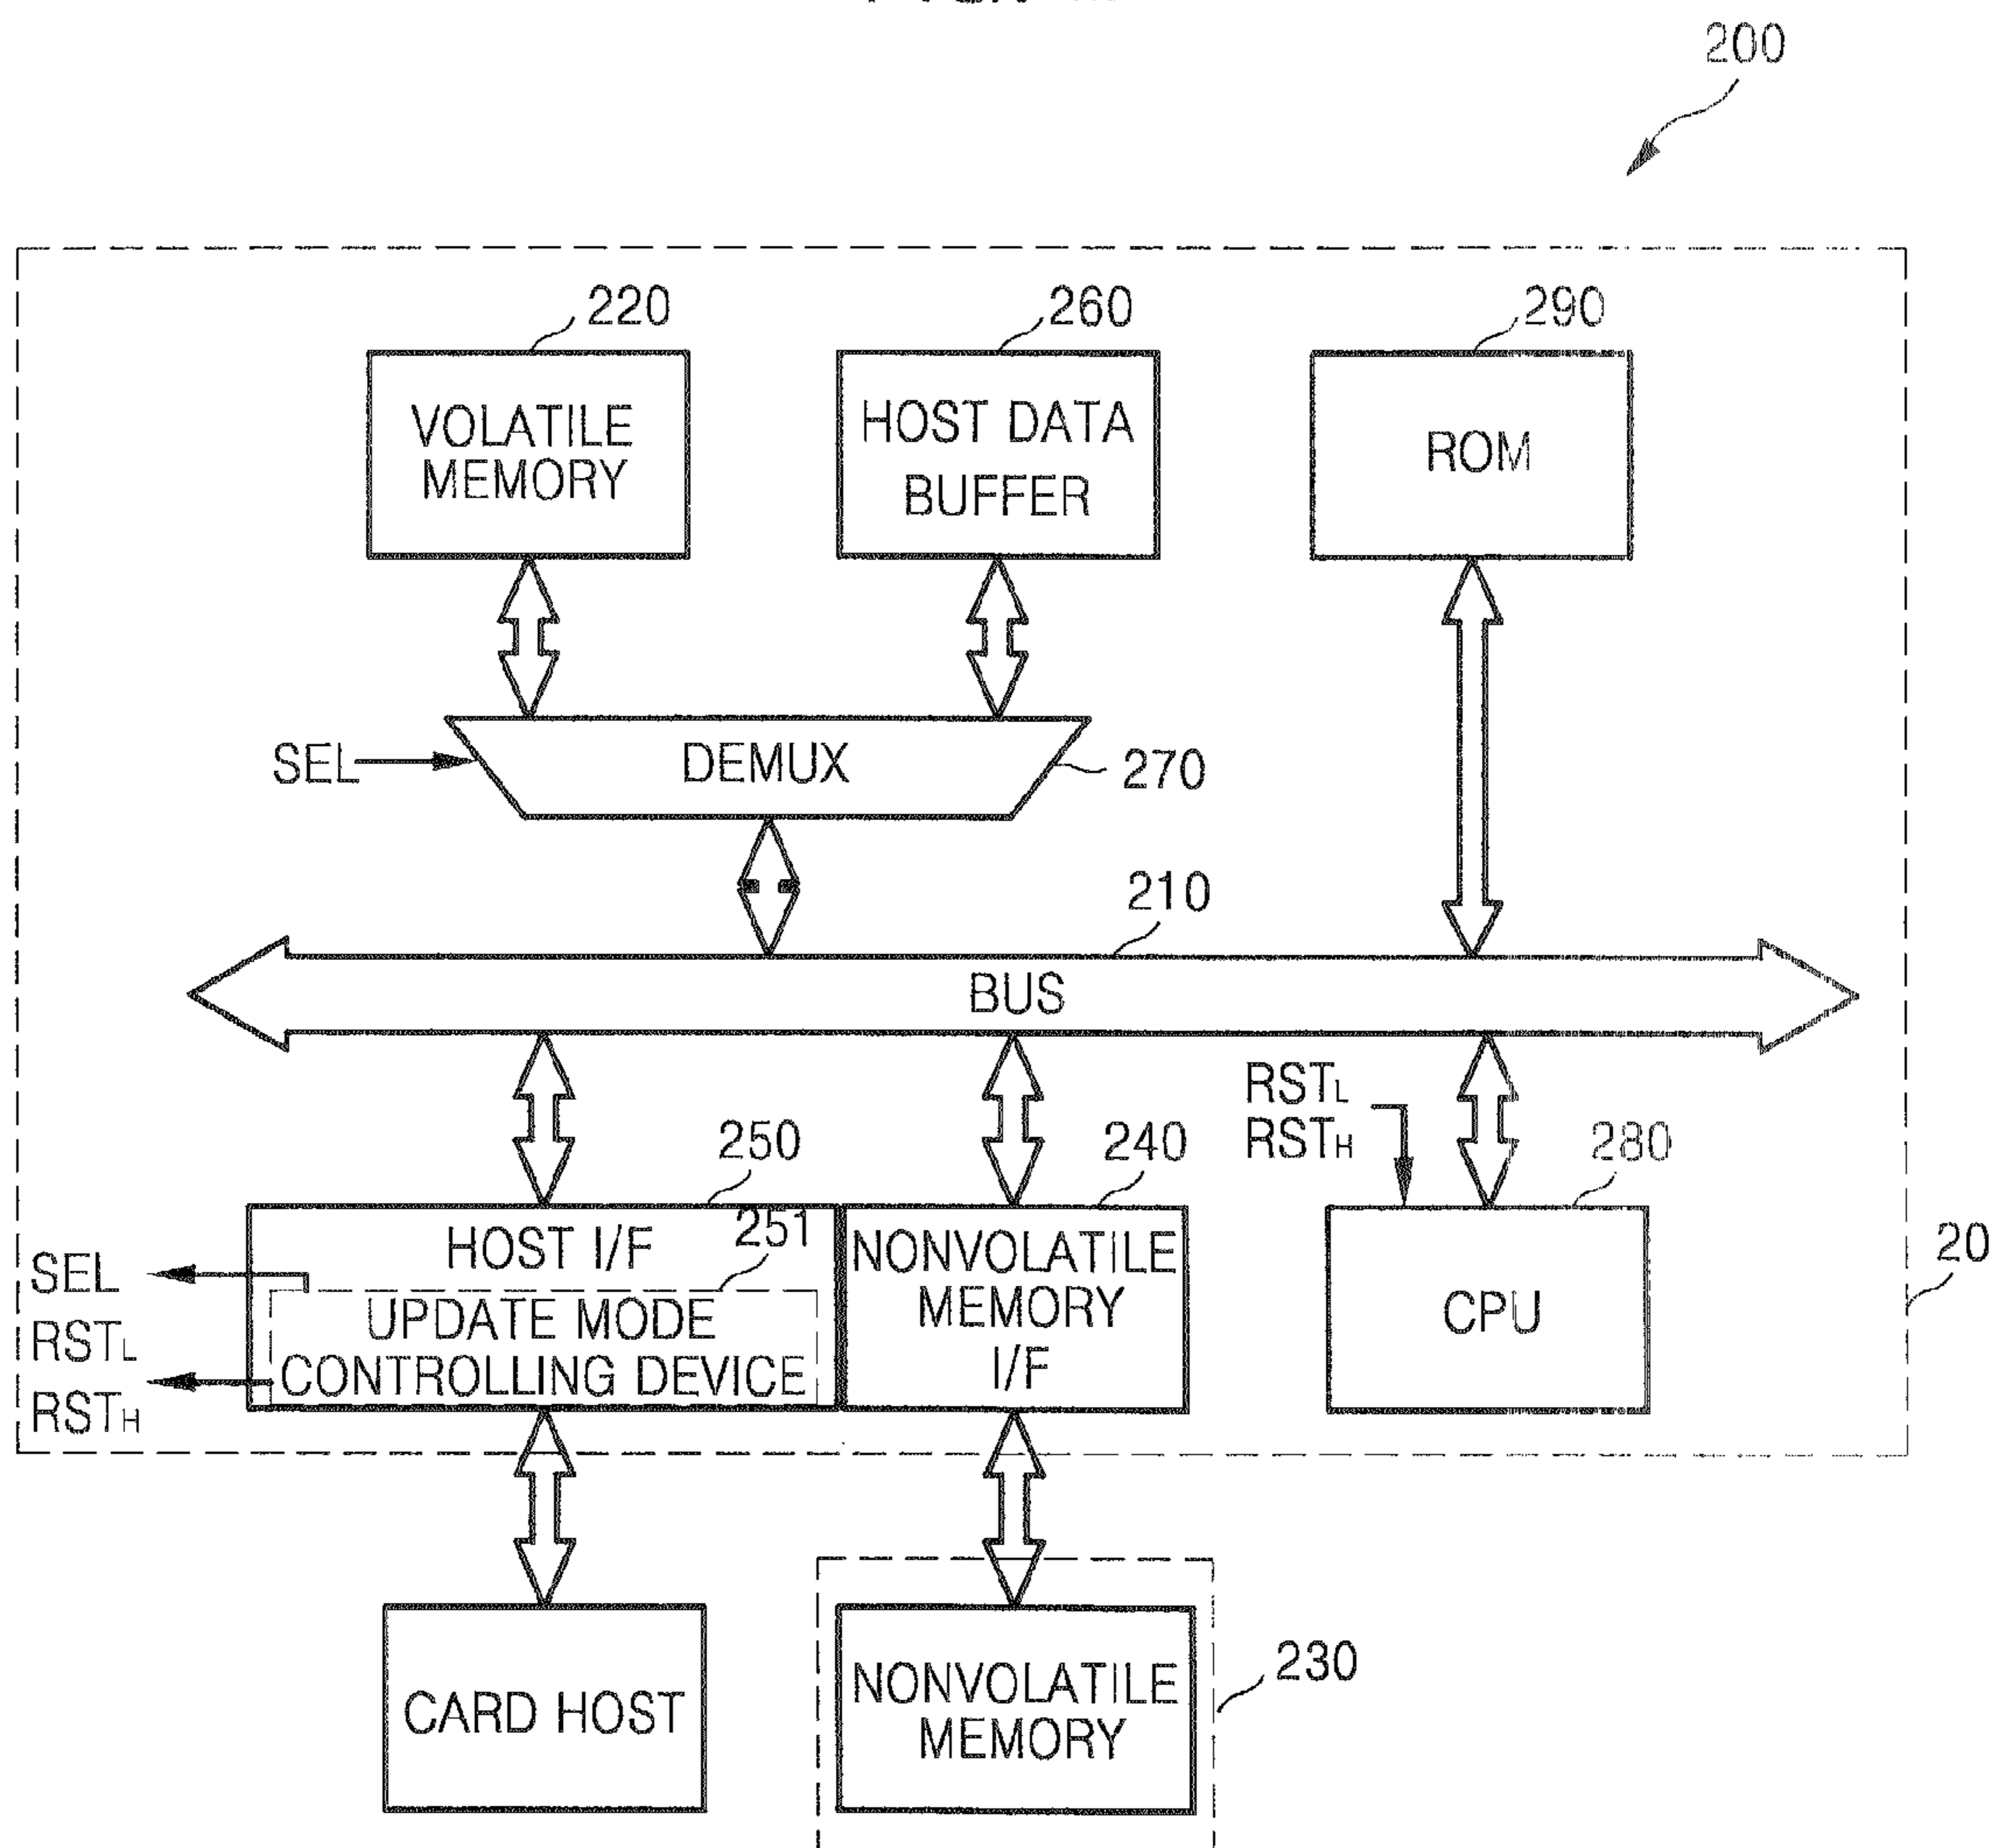 200
220
260
290
VOLATILE
MEMORY
HOST DATA
BUFFER
ROM
SEL
DEMUX
270
210
BUS
RSTL
RSTH
250
240
280
HOST I/F
251
UPDATE MODE
CONTROLLING DEVICE
NONVOLATILE
MEMORY
I/F
CPU
20
SEL
RSTL
RSTH
CARD HOST
NONVOLATILE
MEMORY
230